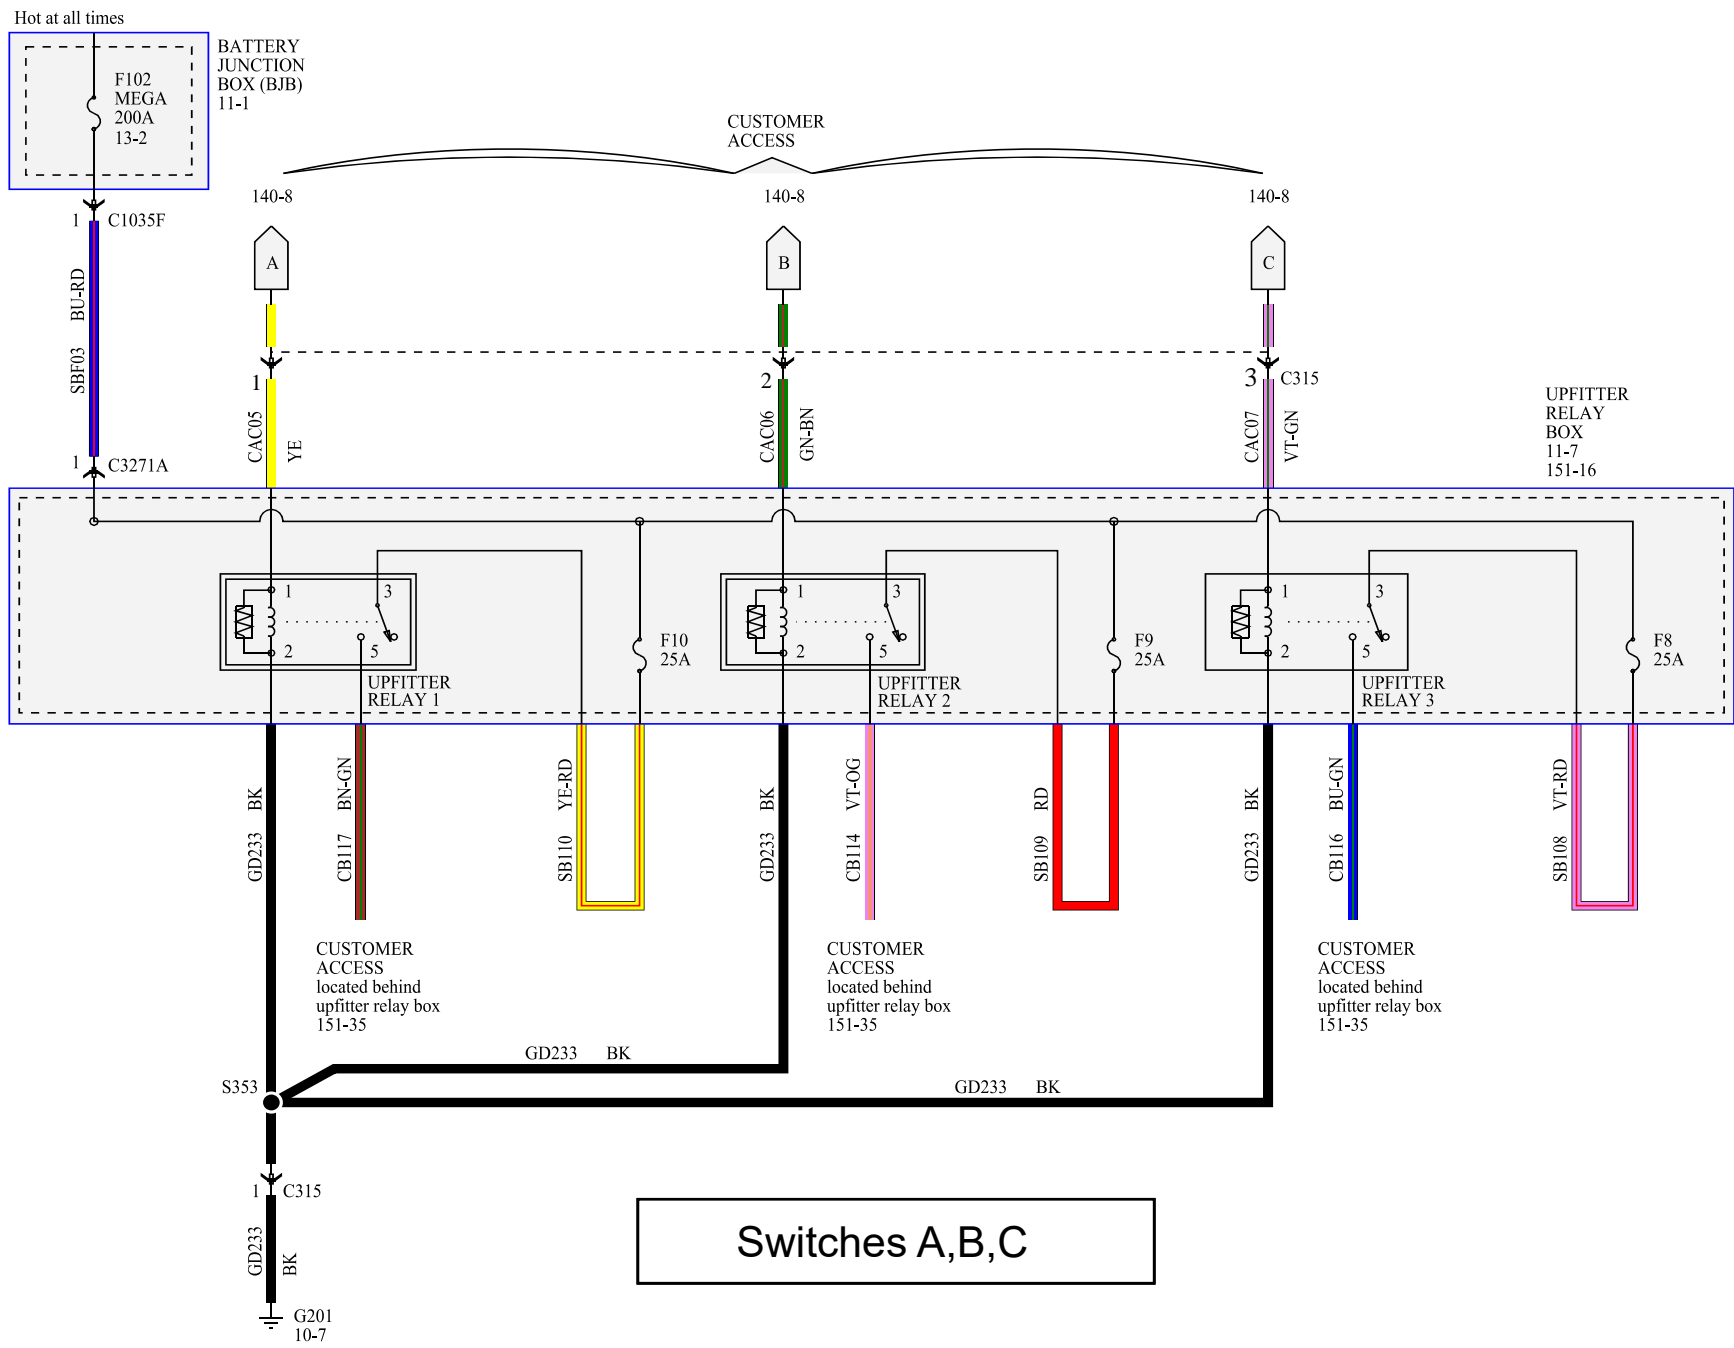 Hot at all times
BATTERY
JUNCTION
BOX (BJB)
11-1
F102
MEGA
200A
13-2
CUSTOMER
ACCESS
140-8
140-8
140-8
1
C1035F
A
B
C
BU-RD
SBF03
1
2
3
C315
CAC05
YE
CAC06
GN-BN
CAC07
VT-GN
UPFITTER
RELAY
BOX
11-7
151-16
1
C3271A
1
3
2
5
UPFITTER
RELAY 1
F10
25A
1
3
2
5
UPFITTER
RELAY 2
F9
25A
1
3
2
5
UPFITTER
RELAY 3
F8
25A
GD233
BK
CB117
BN-GN
SB110
YE-RD
GD233
BK
CB114
VT-OG
SB109
RD
GD233
BK
CB116
BU-GN
SB108
VT-RD
CUSTOMER
ACCESS
located behind
upfitter relay box
151-35
CUSTOMER
ACCESS
located behind
upfitter relay box
151-35
CUSTOMER
ACCESS
located behind
upfitter relay box
151-35
GD233 BK
S353
GD233 BK
1
C315
GD233
BK
Switches A,B,C
G201
10-7